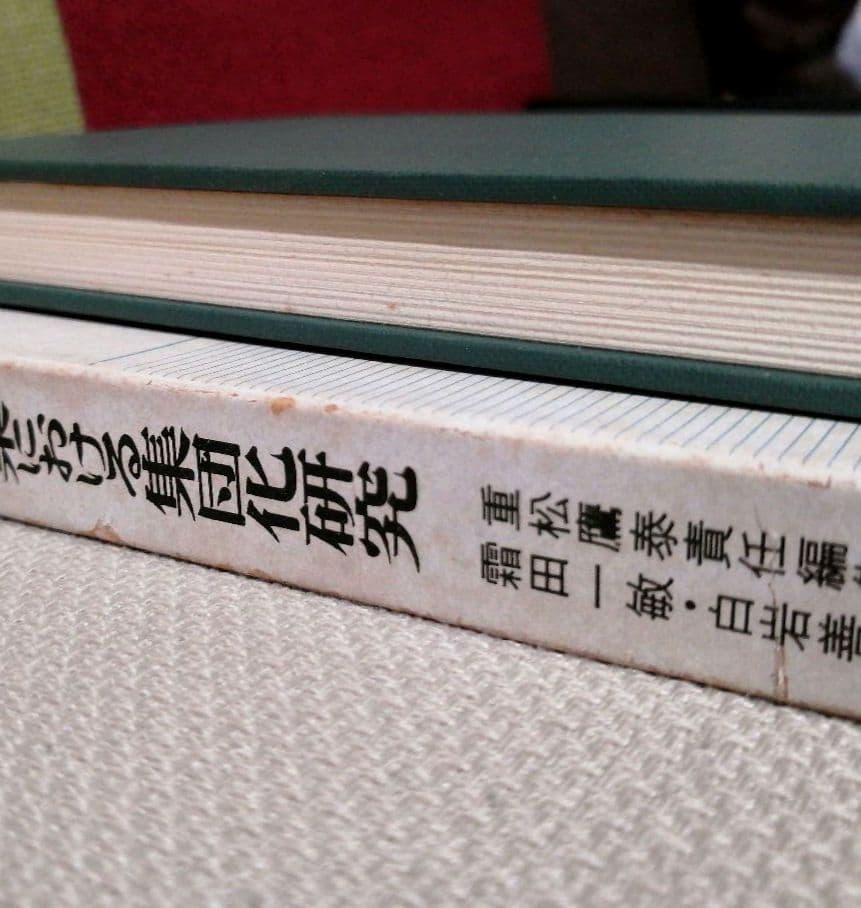 における集団化研究
重松鷹泰責任編
霜田一敏・白岩善